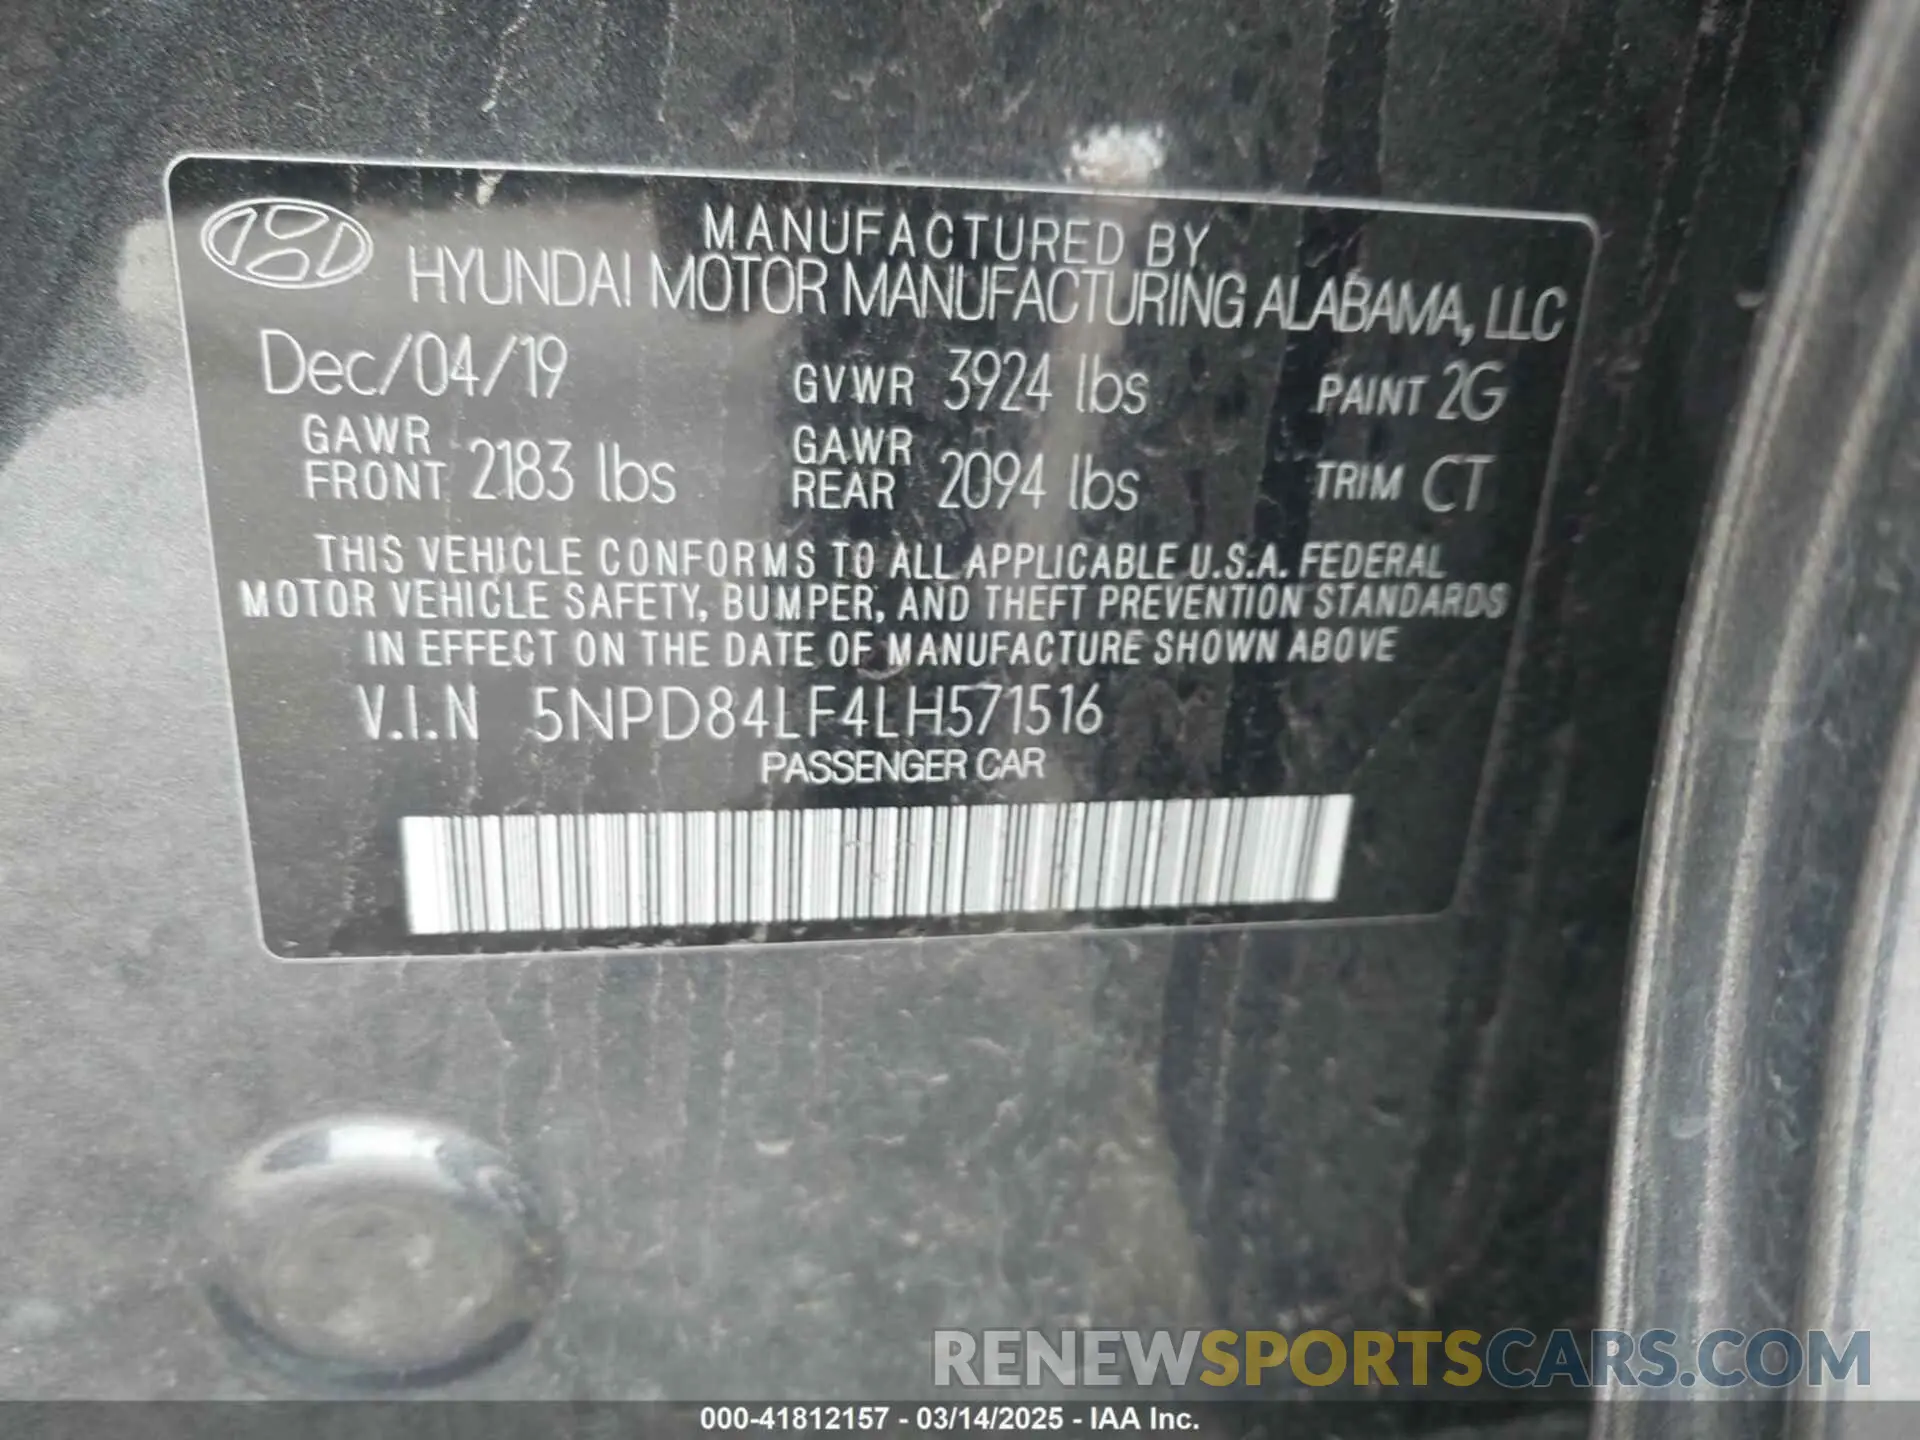 MANUFACTURED BY
HYUNDAI MOTOR MANUFACTURING ALABAMA, LLC
Dec/04/19 GVWR 3924 lbs PAINT 2G
GAWR FRONT 2183 lbs GAWR REAR 2094 lbs TRIM CT
THIS VEHICLE CONFORMS TO ALL APPLICABLE U.S.A. FEDERAL
MOTOR VEHICLE SAFETY, BUMPER, AND THEFT PREVENTION STANDARDS
IN EFFECT ON THE DATE OF MANUFACTURE SHOWN ABOVE
V.I.N 5NPD84LF4LH571516
PASSENGER CAR
RENEWSPORTSCARS.COM
000-41812157 - 03/14/2025 - IAA Inc.